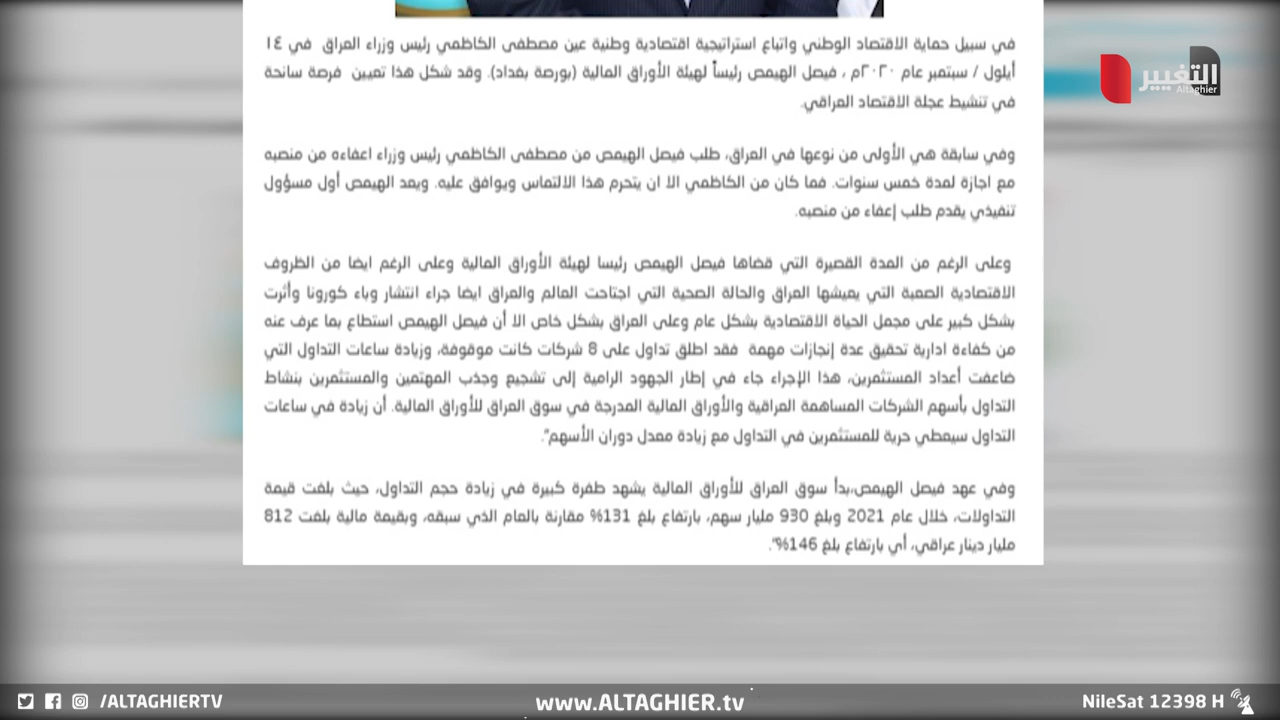 في سبيل حماية الاقتصاد الوطني واتباع استراتيجية اقتصادية وطنية عين مصطفى الكاظمي رئيس وزراء العراق في ١٤
أيلول / سبتمبر عام ٢٠٢٠م ، فيصل الهيمص رئيساً لهيئة الأوراق المالية (بورصة بغداد). وقد شكل هذا تعيين فرصة سانحة
في تنشيط عجلة الاقتصاد العراقي.
وفي سابقة هي الأولى من نوعها في العراق، طلب فيصل الهيمص من مصطفى الكاظمي رئيس وزراء اعفاءه من منصبه
مع اجازة لمدة خمس سنوات. فما كان من الكاظمي الا ان يتحرم هذا الالتماس ويوافق عليه. ويعد الهيمص أول مسؤول
تنفيذي يقدم طلب إعفاء من منصبه.
وعلى الرغم من المدة القصيرة التي قضاها فيصل الهيمص رئيسا لهيئة الأوراق المالية وعلى الرغم ايضا من الظروف
الاقتصادية الصعبة التي يعيشها العراق والحالة الصحية التي اجتاحت العالم والعراق ايضا جراء انتشار وباء كورونا وأثرت
بشكل كبير على مجمل الحياة الاقتصادية بشكل عام وعلى العراق بشكل خاص الا أن فيصل الهيمص استطاع بما عرف عنه
من كفاءة ادارية تحقيق عدة إنجازات مهمة فقد اطلق تداول على 8 شركات كانت موقوفة، وزيادة ساعات التداول التي
ضاعفت أعداد المستثمرين، هذا الإجراء جاء في إطار الجهود الرامية إلى تشجيع وجذب المهتمين والمستثمرين بنشاط
التداول بأسهم الشركات المساهمة العراقية والأوراق المالية المدرجة في سوق العراق للأوراق المالية. أن زيادة في ساعات
التداول سيعطي حرية للمستثمرين في التداول مع زيادة معدل دوران الأسهم".
وفي عهد فيصل الهيمص،بدأ سوق العراق للأوراق المالية يشهد طفرة كبيرة في زيادة حجم التداول، حيث بلغت قيمة
التداولات، خلال عام 2021 وبلغ 930 مليار سهم، بارتفاع بلغ 131% مقارنة بالعام الذي سبقه، وبقيمة مالية بلغت 812
مليار دينار عراقي، أي بارتفاع بلغ 146%".
التغيير
Altaghier
/ALTAGHIERTV
www.ALTAGHIER.tv
NileSat 12398 H